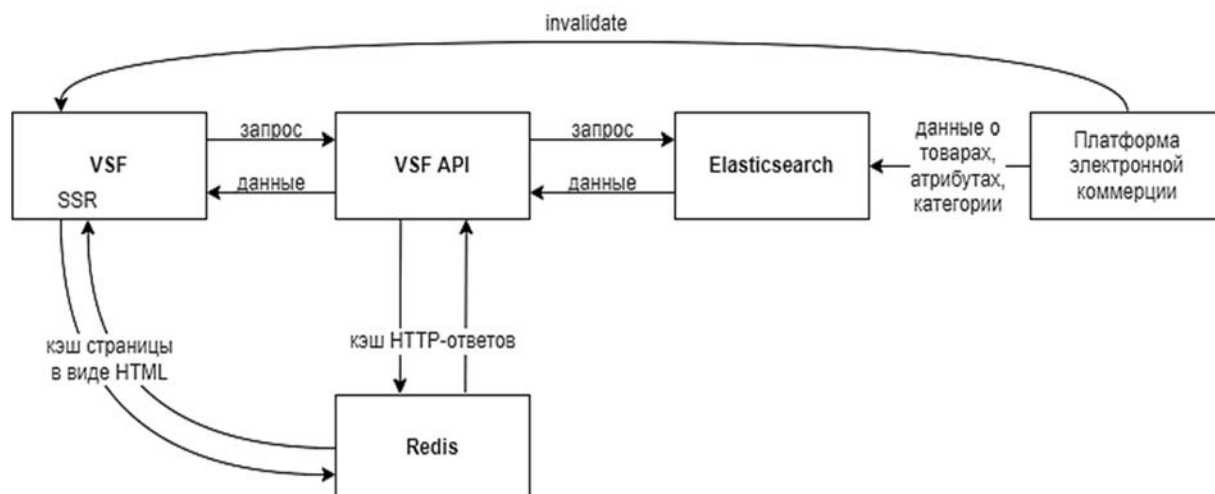 invalidate
VSF
SSR
запрос
данные
VSF API
запрос
данные
Elasticsearch
данные о
товарах,
атрибутах,
категории
Платформа
электронной
коммерции
кэш страницы
в виде HTML
кэш HTTP-ответов
Redis